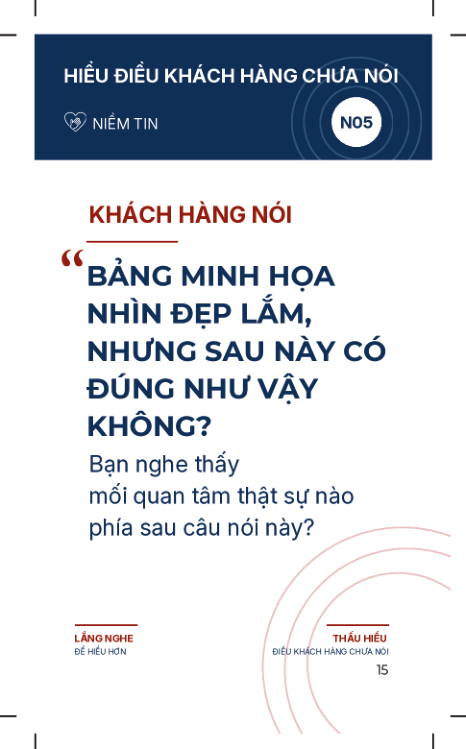 HIỂU ĐIỀU KHÁCH HÀNG CHƯA NÓI
NIỀM TIN
N05
KHÁCH HÀNG NÓI
“BẢNG MINH HỌA
NHÌN ĐẸP LẮM,
NHƯNG SAU NÀY CÓ
ĐÚNG NHƯ VẬY
KHÔNG?
Bạn nghe thấy
mối quan tâm thật sự nào
phía sau câu nói này?
LẮNG NGHE
ĐỂ HIỂU HƠN
THẤU HIỂU
ĐIỀU KHÁCH HÀNG CHƯA NÓI
15